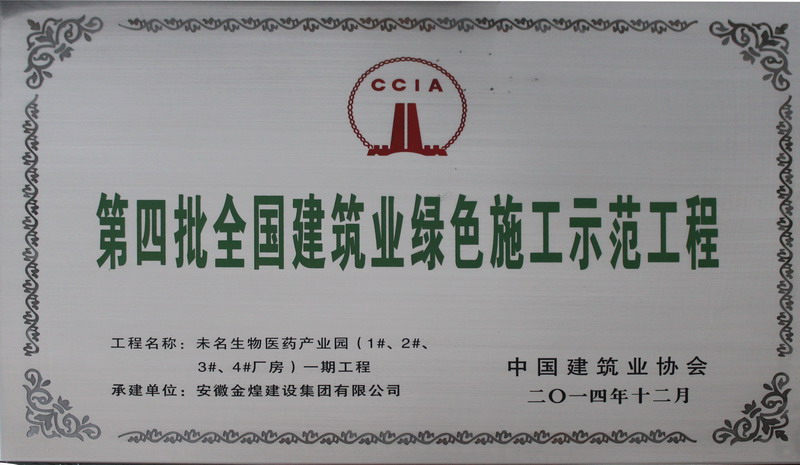 CCIA
第四批全国建筑业绿色施工示范工程
工程名称：未名生物医药产业园（1#、2#、
3#、4#厂房）一期工程
承建单位：安徽金煌建设集团有限公司
中国建筑业协会
二〇一四年十二月